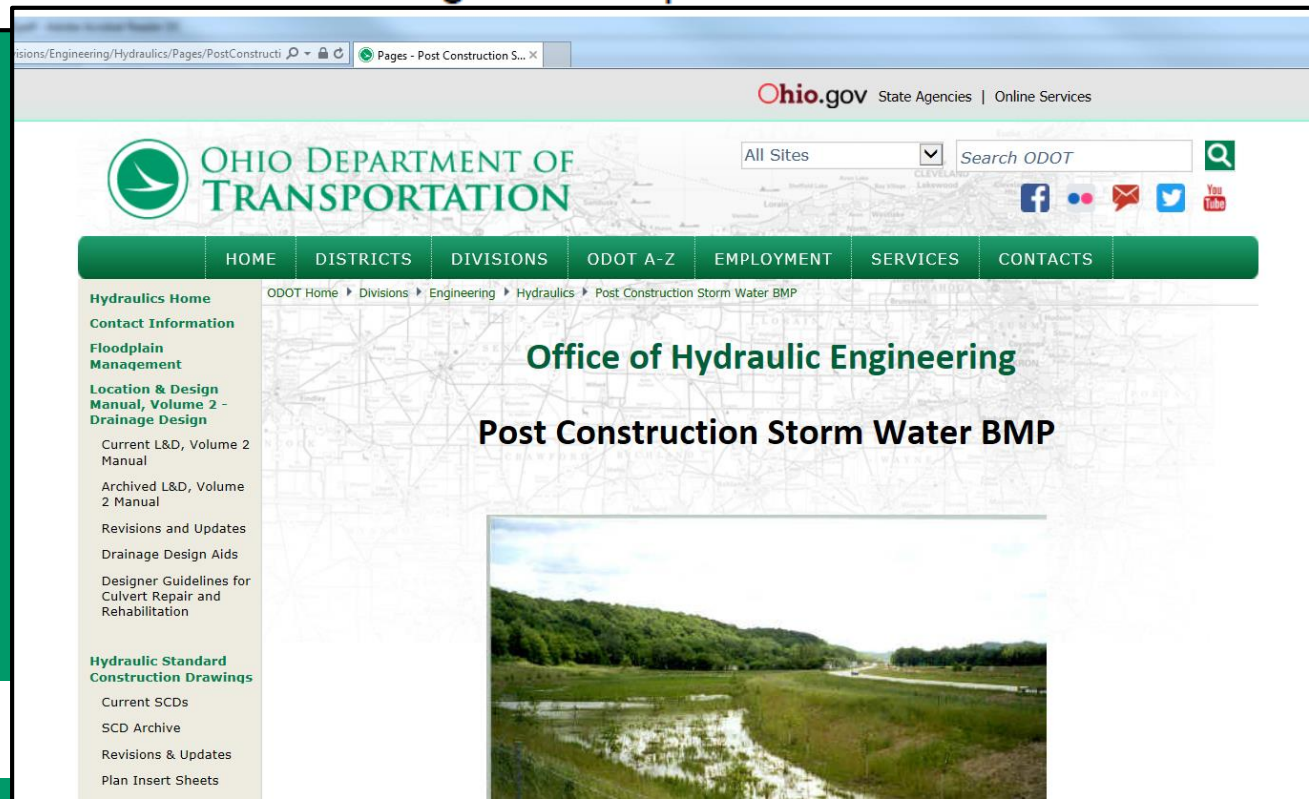 isions/Engineering/Hydraulics/Pages/PostConstructi
Pages - Post Construction S...
Ohio.gov State Agencies | Online Services
OHIO DEPARTMENT OF
TRANSPORTATION
All Sites
Search ODOT
You
Tube
HOME DISTRICTS DIVISIONS ODOT A-Z EMPLOYMENT SERVICES CONTACTS
ODOT Home Divisions Engineering Hydraulics Post Construction Storm Water BMP
Hydraulics Home
Contact Information
Floodplain
Management
Location & Design
Manual, Volume 2 -
Drainage Design
Current L&D, Volume 2
Manual
Archived L&D, Volume
2 Manual
Revisions and Updates
Drainage Design Aids
Designer Guidelines for
Culvert Repair and
Rehabilitation
Hydraulic Standard
Construction Drawings
Current SCDs
SCD Archive
Revisions & Updates
Plan Insert Sheets
Office of Hydraulic Engineering
Post Construction Storm Water BMP